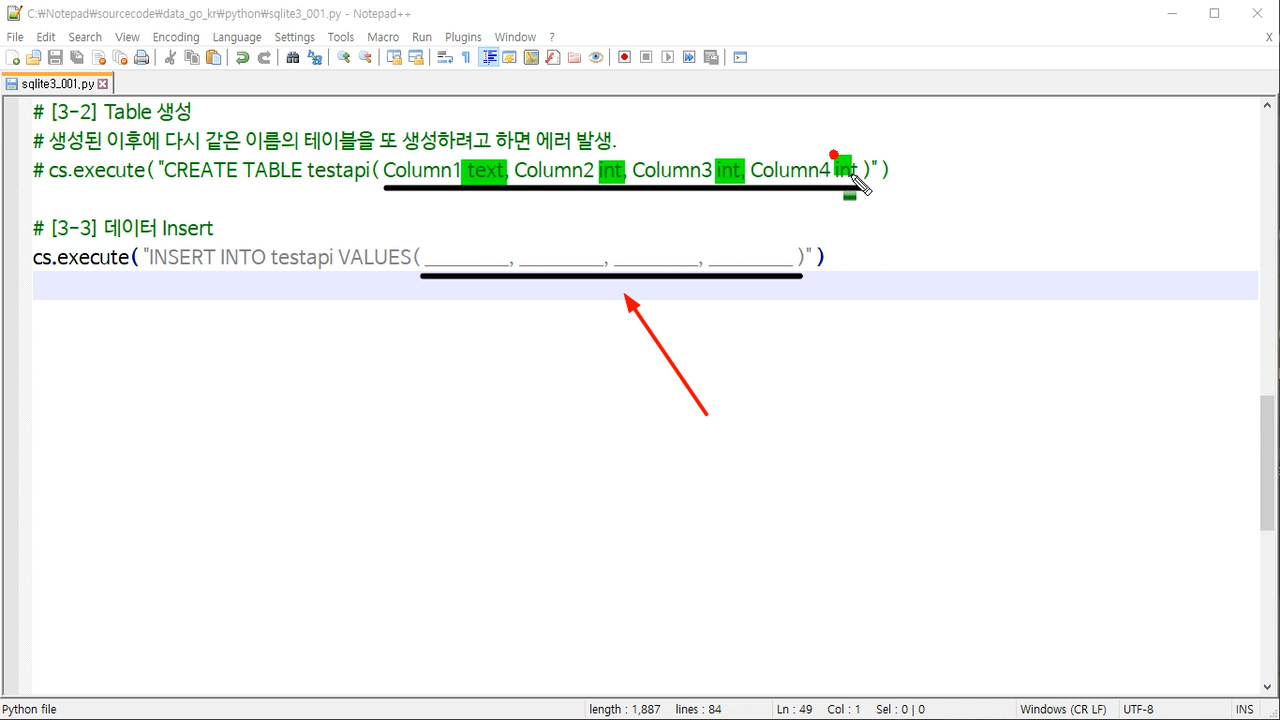 C:₩Notepad₩sourcecode₩data_go_kr₩python₩sqlite3_001.py - Notepad++
File Edit Search View Encoding Language Settings Tools Macro Run Plugins Window ? X
sqlite3_001.py
# [3-2] Table 생성
# 생성된 이후에 다시 같은 이름의 테이블을 또 생성하려고 하면 에러 발생.
# cs.execute( "CREATE TABLE testapi( Column1 text, Column2 int, Column3 int, Column4 int )" )
# [3-3] 데이터 Insert
cs.execute( "INSERT INTO testapi VALUES( ________, ________, ________, ________ )" )
Python file length : 1,887 lines : 84 Ln : 49 Col : 1 Sel : 0 | 0 Windows (CR LF) UTF-8 INS